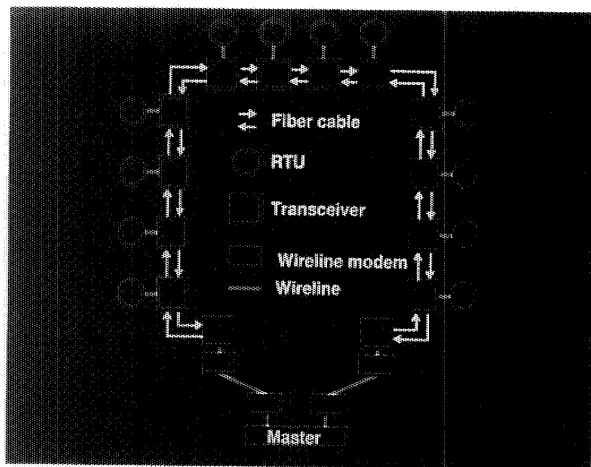 Fiber cable
RTU
Transceiver
Wireline modem
Wireline
Master